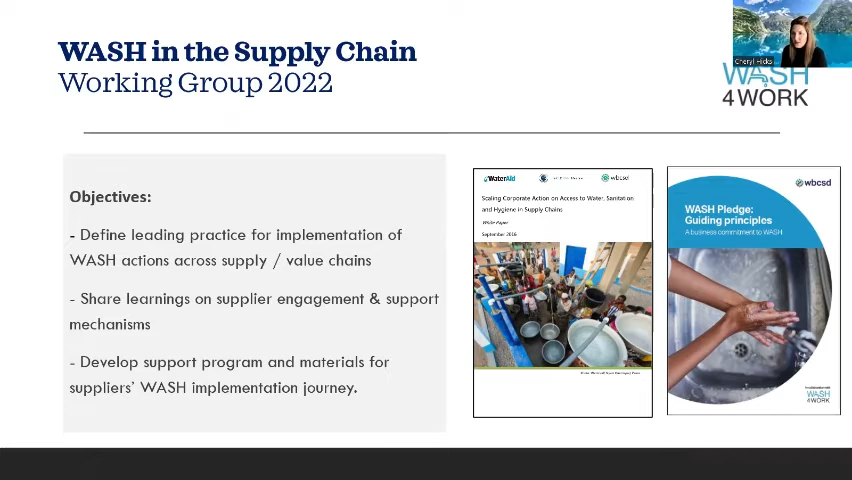 WASH in the Supply Chain
Working Group 2022
Cheryl Hicks
WASH
4WORK
Objectives:
- Define leading practice for implementation of
WASH actions across supply / value chains
- Share learnings on supplier engagement & support
mechanisms
- Develop support program and materials for
suppliers' WASH implementation journey.
WaterAid
wbcsd
Scaling Corporate Action on Access to Water, Sanitation
and Hygiene in Supply Chains
White Paper
September 2016
wbcsd
WASH Pledge:
Guiding principles
A business commitment to WASH
WASH
4WORK